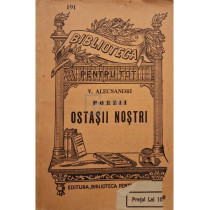 191
BIBLIOTECA
PENTRU TOȚI
V. ALECSANDRI
POEZII
OSTAȘII NOȘTRI
EDITURA „BIBLIOTECA PENTRU
Prețul Lei 10